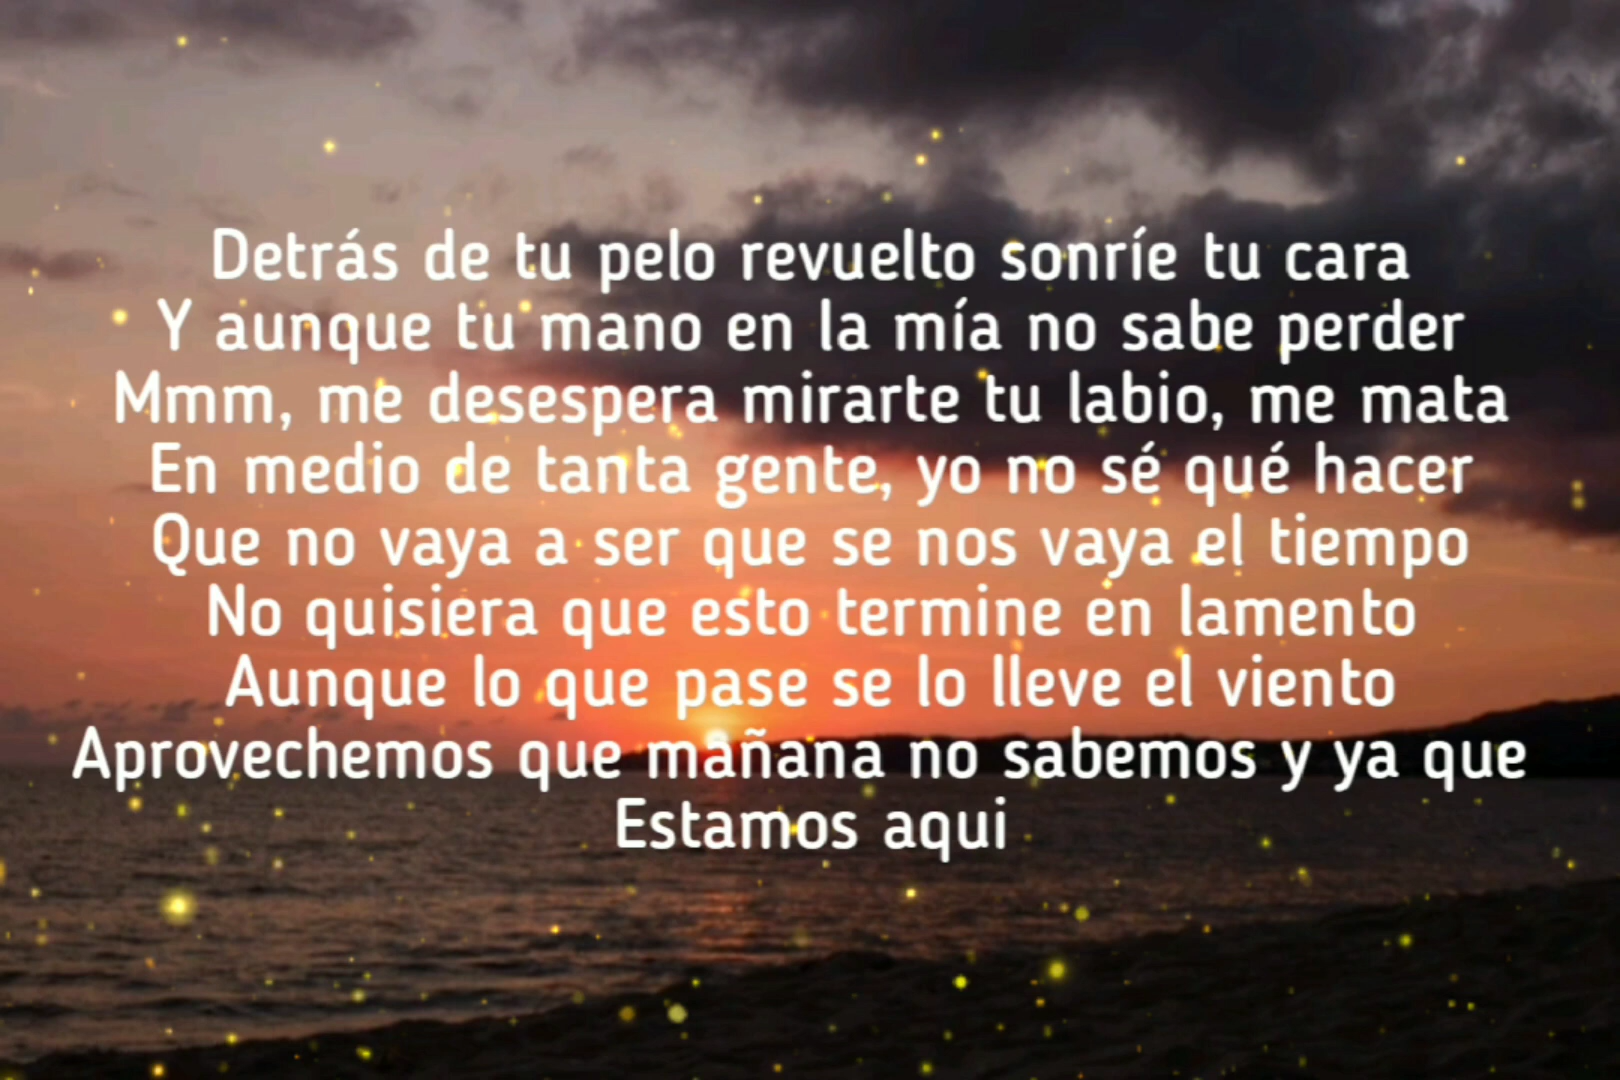 Detrás de tu pelo revuelto sonríe tu cara
Y aunque tu mano en la mía no sabe perder
Mmm, me desespera mirarte tu labio, me mata
En medio de tanta gente, yo no sé qué hacer
Que no vaya a ser que se nos vaya el tiempo
No quisiera que esto termine en lamento
Aunque lo que pase se lo lleve el viento
Aprovechemos que mañana no sabemos y ya que
Estamos aqui